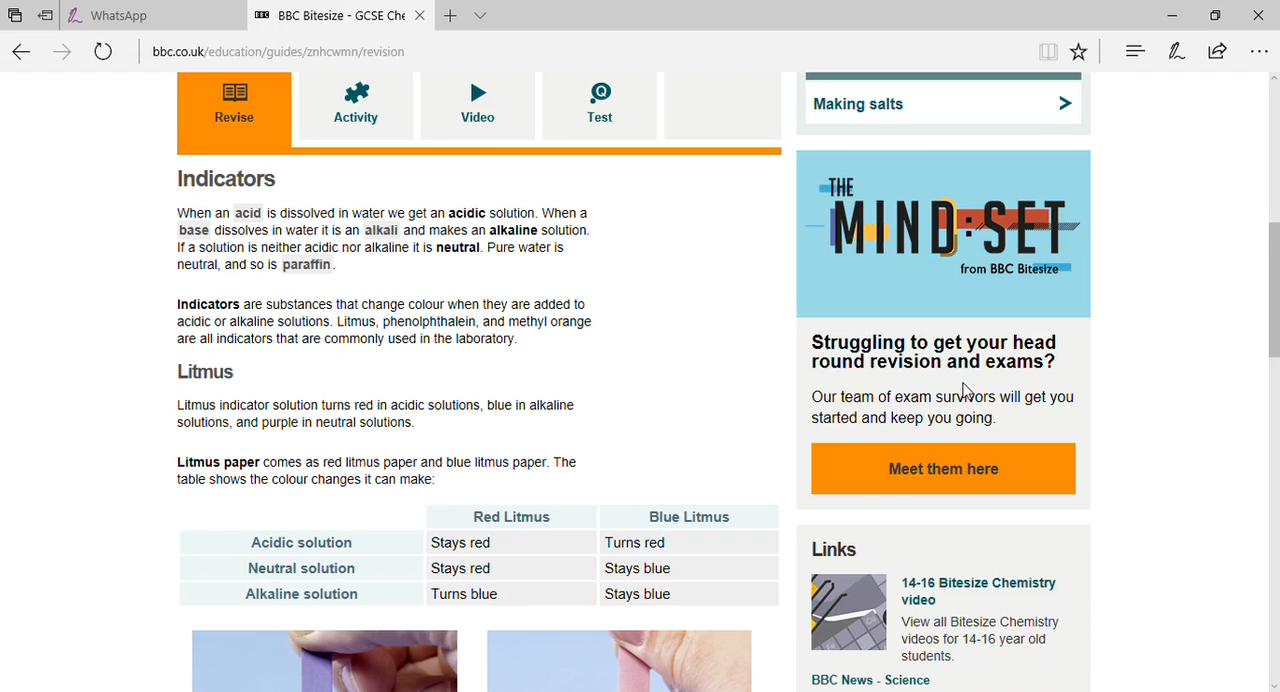 WhatsApp
BBC Bitesize - GCSE Che
bbc.co.uk/education/guides/znhcwmn/revision
Revise
Activity
Video
Test
Making salts
Indicators
When an acid is dissolved in water we get an acidic solution. When a
base dissolves in water it is an alkali and makes an alkaline solution.
If a solution is neither acidic nor alkaline it is neutral. Pure water is
neutral, and so is paraffin.
Indicators are substances that change colour when they are added to
acidic or alkaline solutions. Litmus, phenolphthalein, and methyl orange
are all indicators that are commonly used in the laboratory.
Litmus
Litmus indicator solution turns red in acidic solutions, blue in alkaline
solutions, and purple in neutral solutions.
Litmus paper comes as red litmus paper and blue litmus paper. The
table shows the colour changes it can make:
Red Litmus Blue Litmus
Acidic solution Stays red Turns red
Neutral solution Stays red Stays blue
Alkaline solution Turns blue Stays blue
THE
MIND:SET
from BBC Bitesize
Struggling to get your head
round revision and exams?
Our team of exam survivors will get you
started and keep you going.
Meet them here
Links
14-16 Bitesize Chemistry
video
View all Bitesize Chemistry
videos for 14-16 year old
students.
BBC News - Science